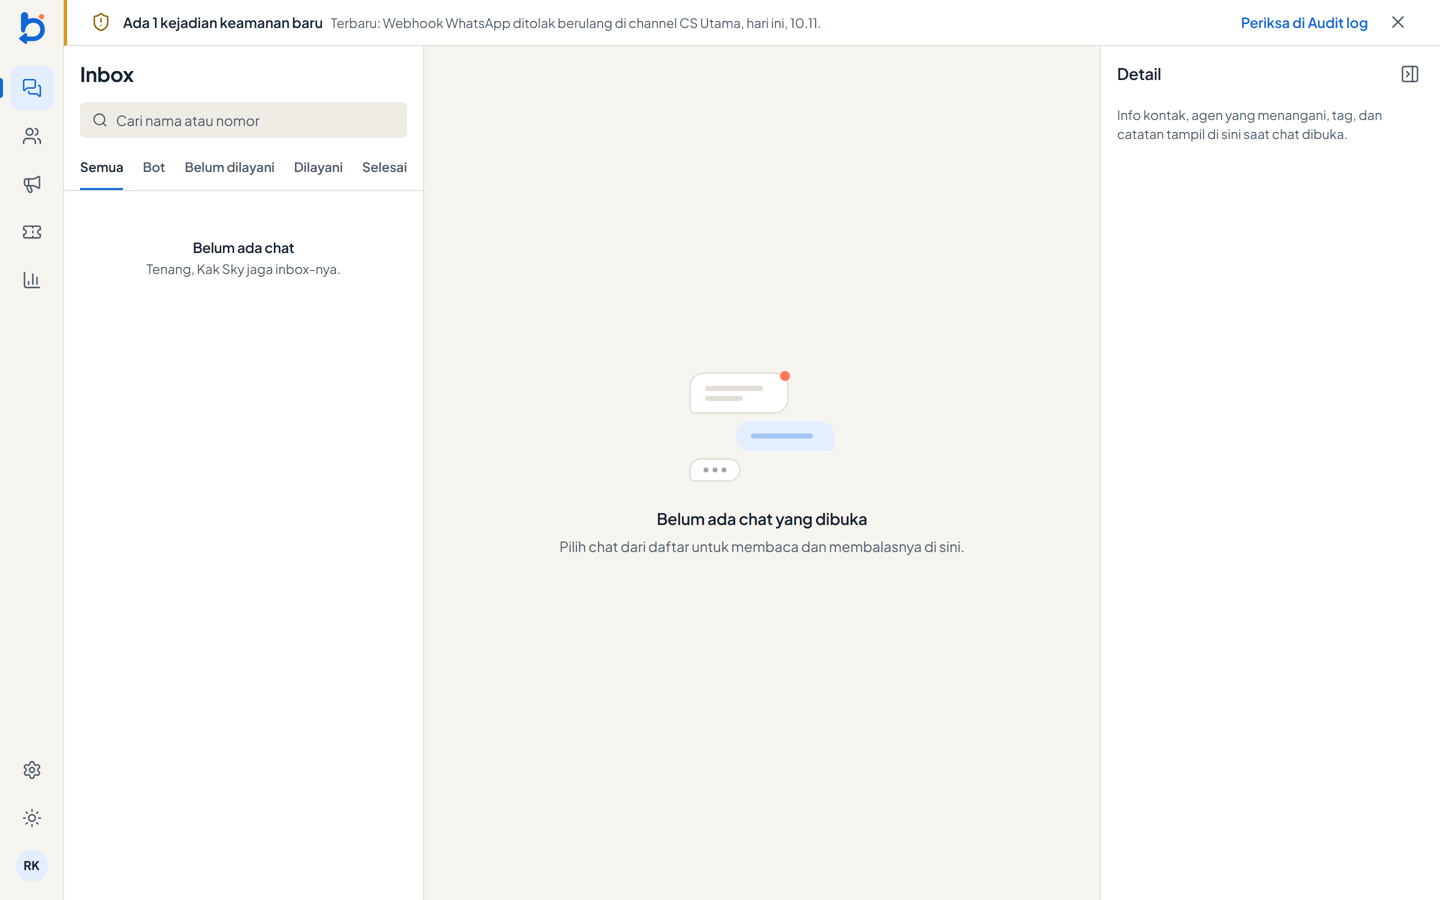 Ada 1 kejadian keamanan baru Terbaru: Webhook WhatsApp ditolak berulang di channel CS Utama, hari ini, 10.11. Periksa di Audit log
Inbox
Cari nama atau nomor
Semua Bot Belum dilayani Dilayani Selesai
Belum ada chat
Tenang, Kak Sky jaga inbox-nya.
Belum ada chat yang dibuka
Pilih chat dari daftar untuk membaca dan membalasnya di sini.
Detail
Info kontak, agen yang menangani, tag, dan
catatan tampil di sini saat chat dibuka.
RK